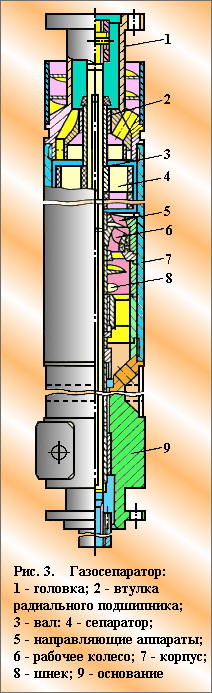 1
2
3
4
5
6
7
8
9
Рис. 3. Газосепаратор:
1 - головка; 2 - втулка
радиального подшипника;
3 - вал: 4 - сепаратор;
5 - направляющие аппараты;
6 - рабочее колесо; 7 - корпус;
8 - шнек; 9 - основание